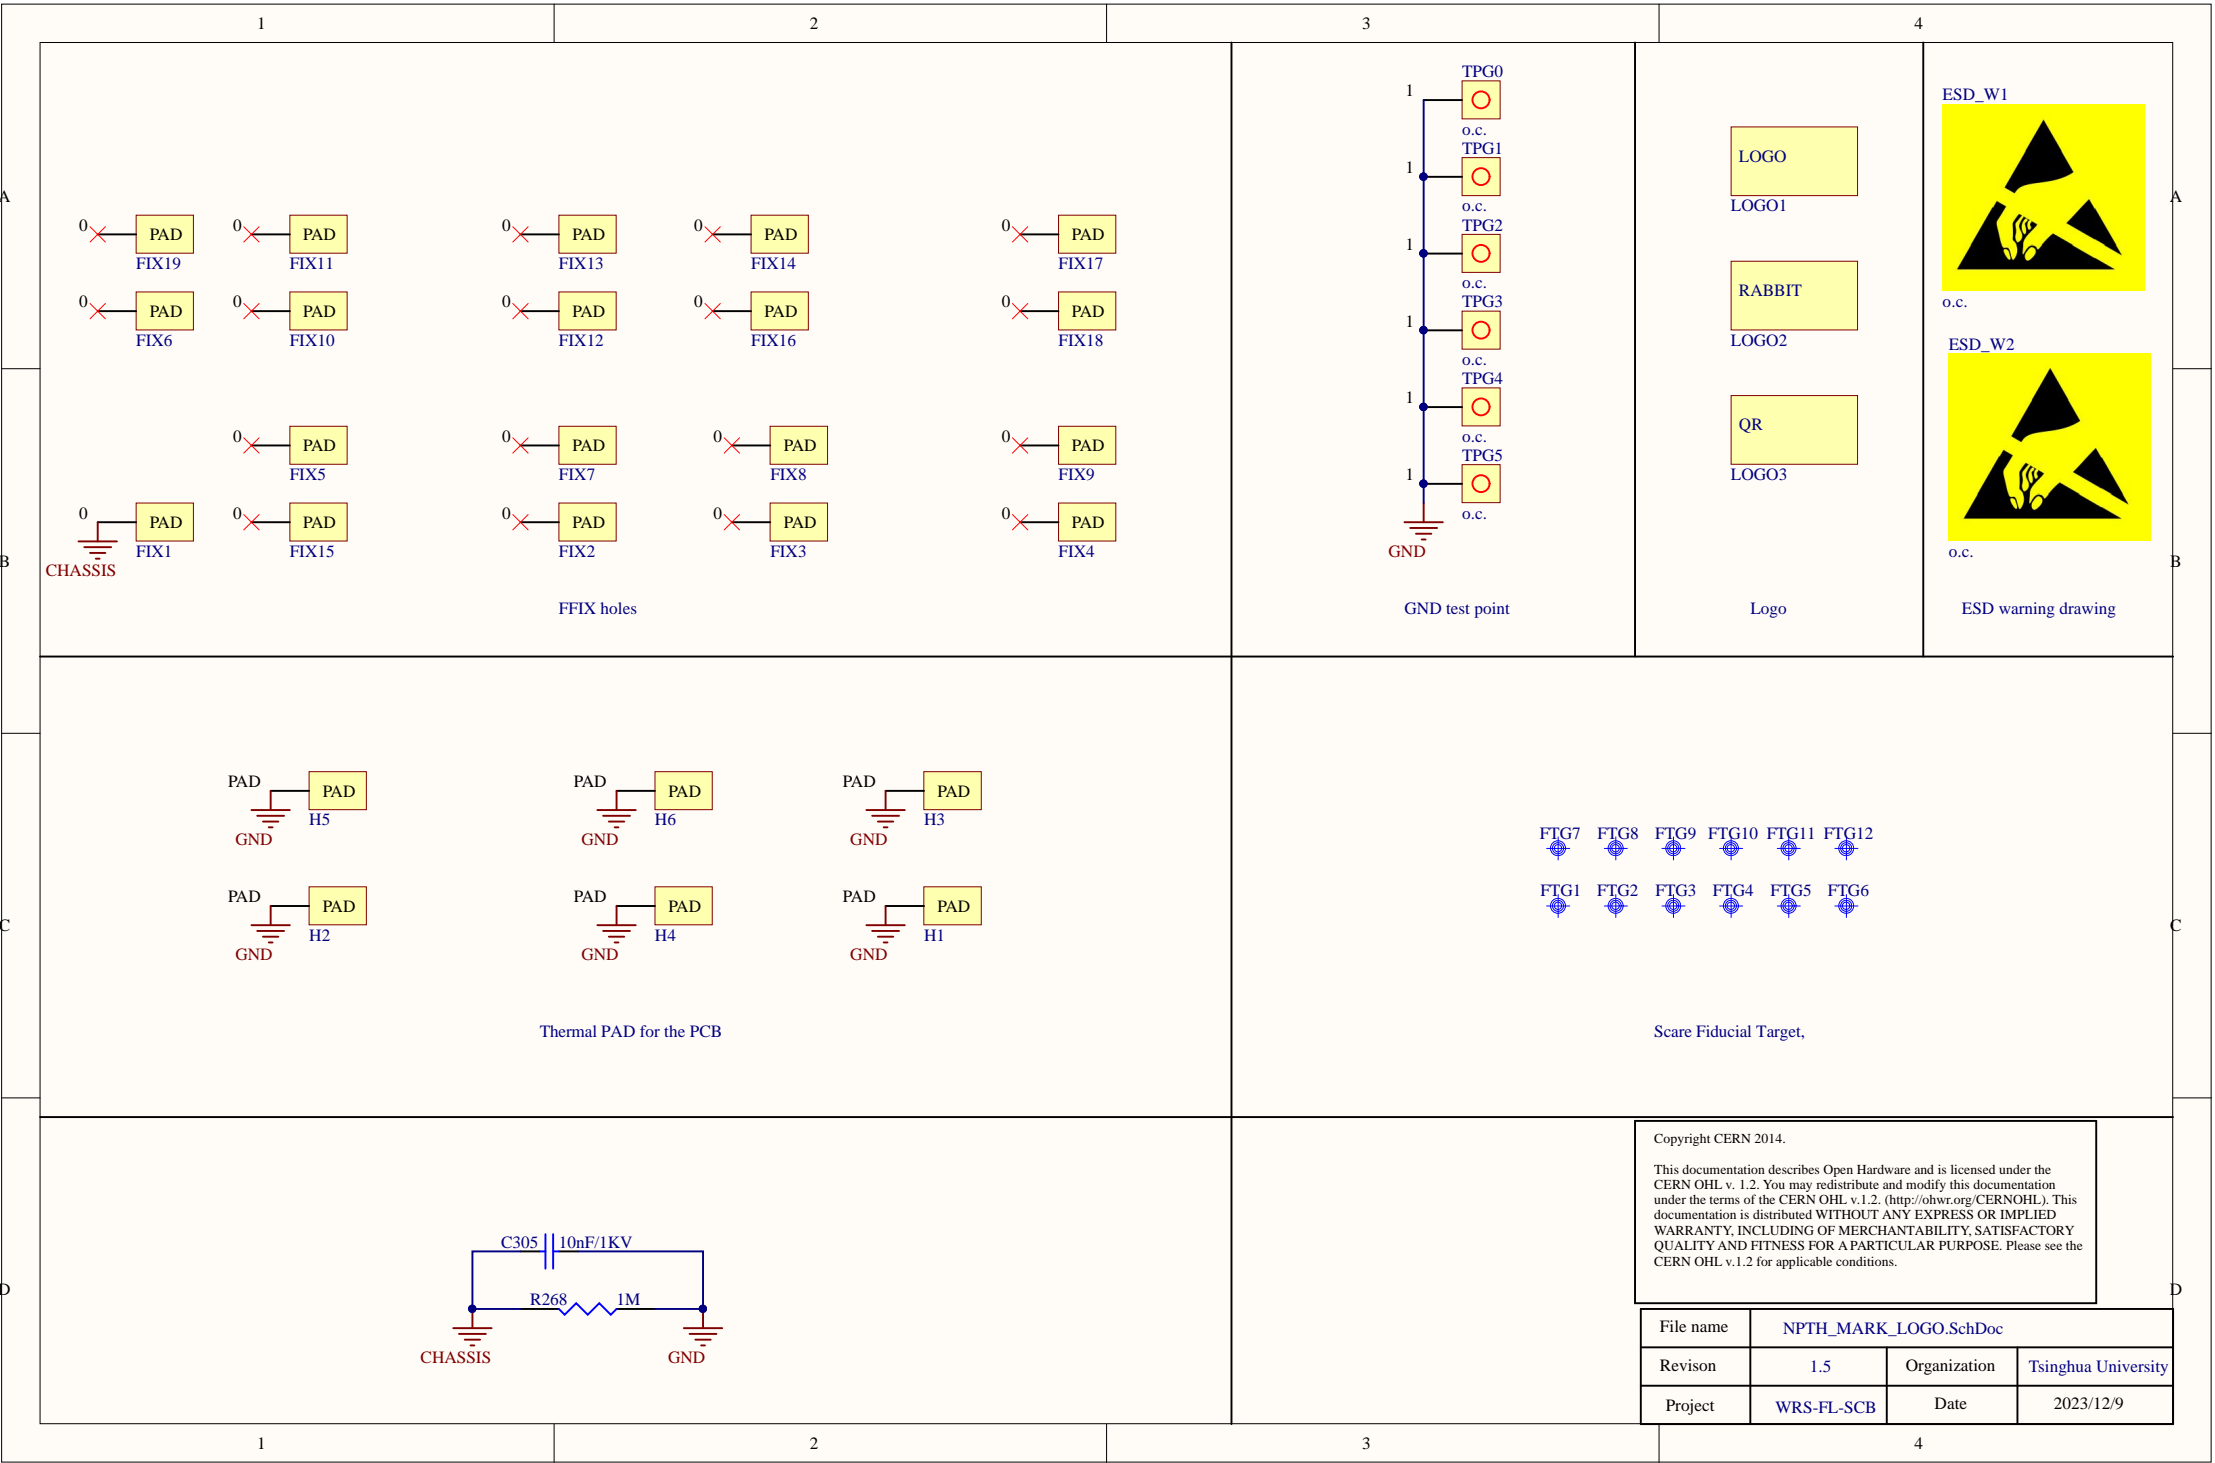 1 2 3 4
A A
B B
C C
D D
0 PAD FIX19
0 PAD FIX11
0 PAD FIX13
0 PAD FIX14
0 PAD FIX17
0 PAD FIX6
0 PAD FIX10
0 PAD FIX12
0 PAD FIX16
0 PAD FIX18
0 PAD FIX5
0 PAD FIX7
0 PAD FIX8
0 PAD FIX9
0 PAD FIX1
CHASSIS
0 PAD FIX15
0 PAD FIX2
0 PAD FIX3
0 PAD FIX4
FFIX holes
TPG0
1
o.c.
TPG1
1
o.c.
TPG2
1
o.c.
TPG3
1
o.c.
TPG4
1
o.c.
TPG5
1
o.c.
GND
GND test point
LOGO
LOGO1
RABBIT
LOGO2
QR
LOGO3
Logo
ESD_W1
o.c.
ESD_W2
o.c.
ESD warning drawing
PAD PAD H5 GND
PAD PAD H6 GND
PAD PAD H3 GND
PAD PAD H2 GND
PAD PAD H4 GND
PAD PAD H1 GND
Thermal PAD for the PCB
FTG7 FTG8 FTG9 FTG10 FTG11 FTG12
FTG1 FTG2 FTG3 FTG4 FTG5 FTG6
Scare Fiducial Target,
C305 10nF/1KV
R268 1M
CHASSIS GND
Copyright CERN 2014.
This documentation describes Open Hardware and is licensed under the
CERN OHL v. 1.2. You may redistribute and modify this documentation
under the terms of the CERN OHL v.1.2. (http://ohwr.org/CERNOHL). This
documentation is distributed WITHOUT ANY EXPRESS OR IMPLIED
WARRANTY, INCLUDING OF MERCHANTABILITY, SATISFACTORY
QUALITY AND FITNESS FOR A PARTICULAR PURPOSE. Please see the
CERN OHL v.1.2 for applicable conditions.
File name NPTH_MARK_LOGO.SchDoc
Revison 1.5 Organization Tsinghua University
Project WRS-FL-SCB Date 2023/12/9
1 2 3 4